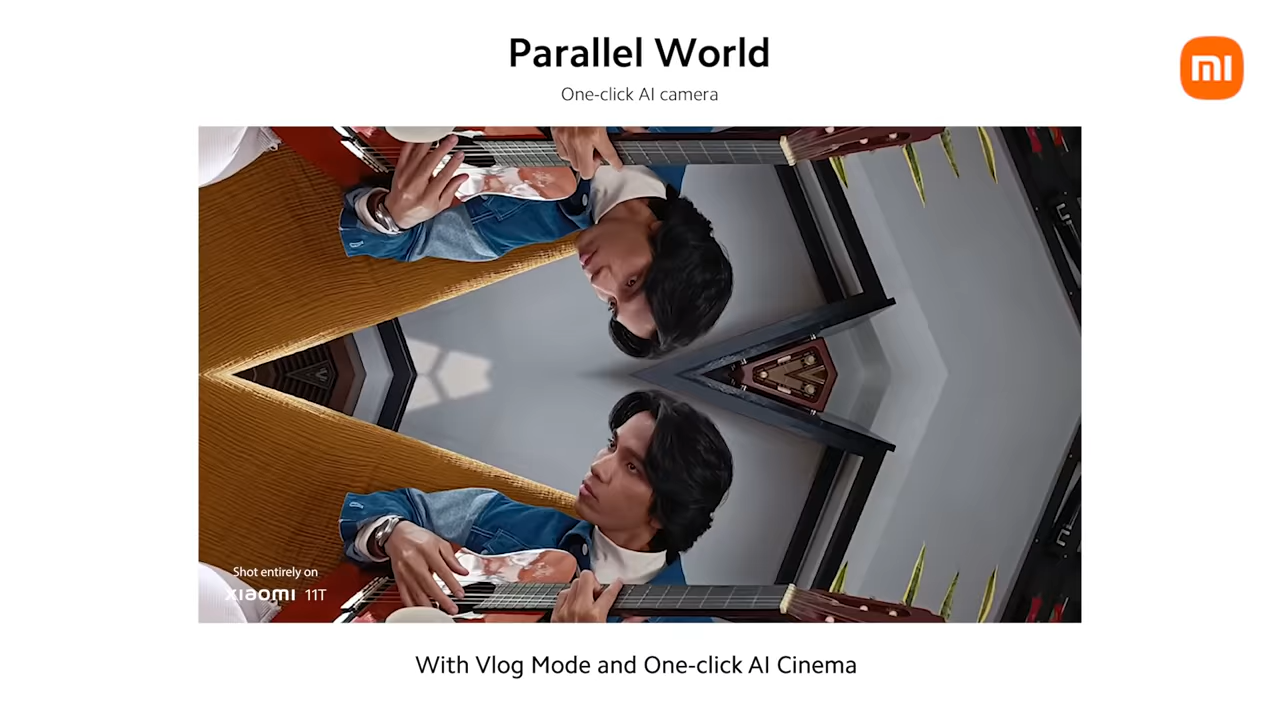 Parallel World
mi
One-click AI camera
Shot entirely on
xiaomi 11T
With Vlog Mode and One-click AI Cinema